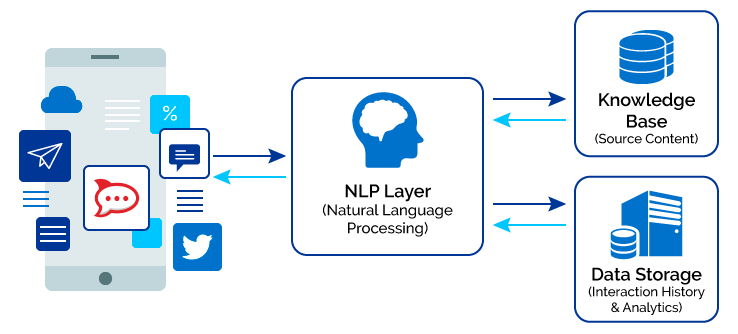 %
NLP Layer
(Natural Language
Processing)
Knowledge
Base
(Source Content)
Data Storage
(Interaction History
& Analytics)